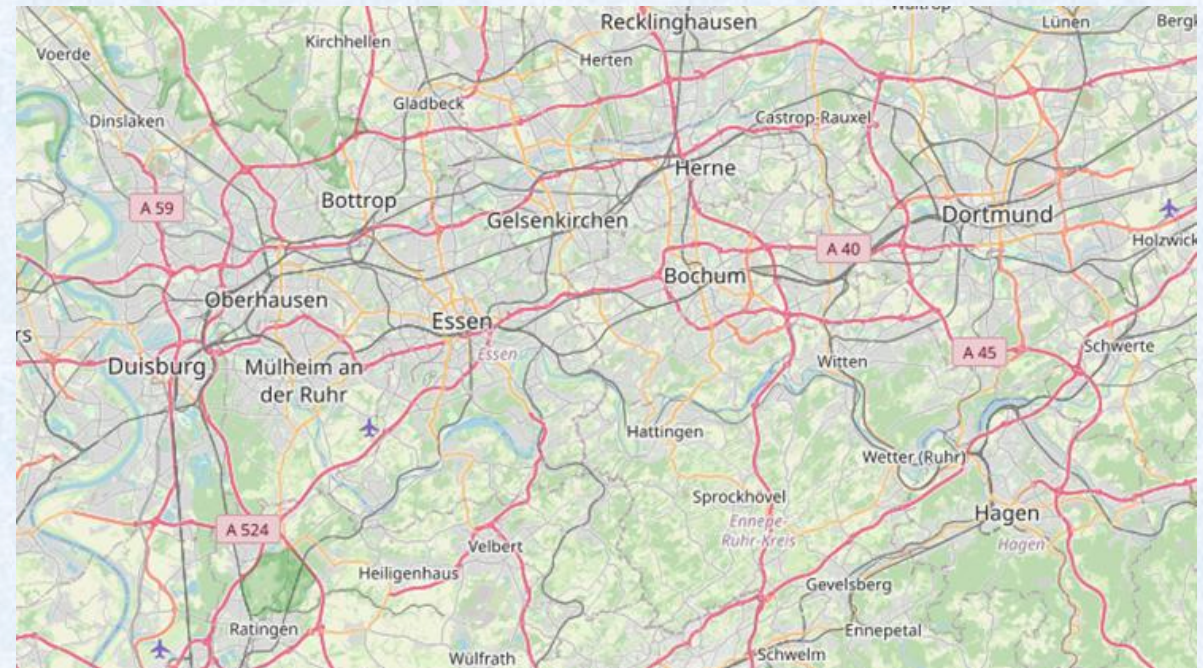 Recklinghausen
Lünen
Kirchhellen
Voerde
Herten
Gladbeck
Dinslaken
Castrop-Rauxel
Herne
Bottrop
A 59
Gelsenkirchen
Dortmund
Holzwick
A 40
Bochum
Oberhausen
Essen
rs
Essen
Duisburg
Mülheim an
der Ruhr
Witten
A 45
Schwerte
Hattingen
Wetter (Ruhr)
Sprockhövel
Ennepe-
Ruhr-Kreis
Hagen
Hagen
A 524
Velbert
Heiligenhaus
Gevelsberg
Ratingen
Ennepetal
Wülfrath
Schwelm